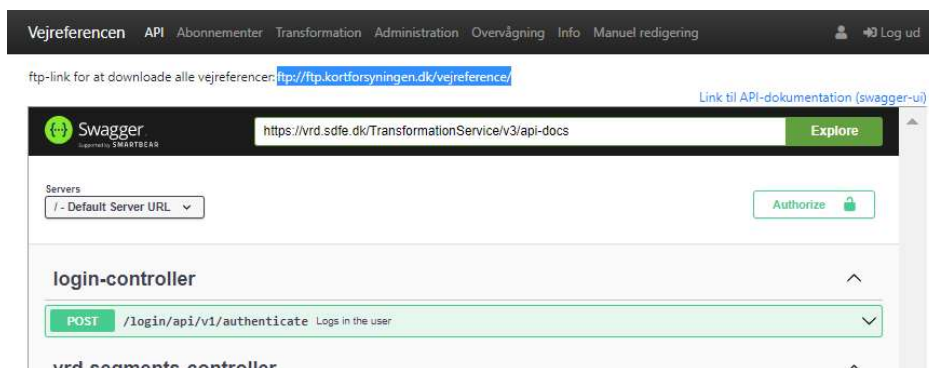 Vejreferencen API Abonnementer Transformation Administration Overvågning Info Manuel redigering Log ud
ftp-link for at downloade alle vejreferencer: ftp://ftp.kortforsyningen.dk/vejreference/
Link til API-dokumentation (swagger-ui)
Swagger.
Supported by SMARTBEAR
https://vrd.sdfe.dk/TransformationService/v3/api-docs
Explore
Servers
/ - Default Server URL
Authorize
login-controller
POST /login/api/v1/authenticate Logs in the user
vrd-segments-controller